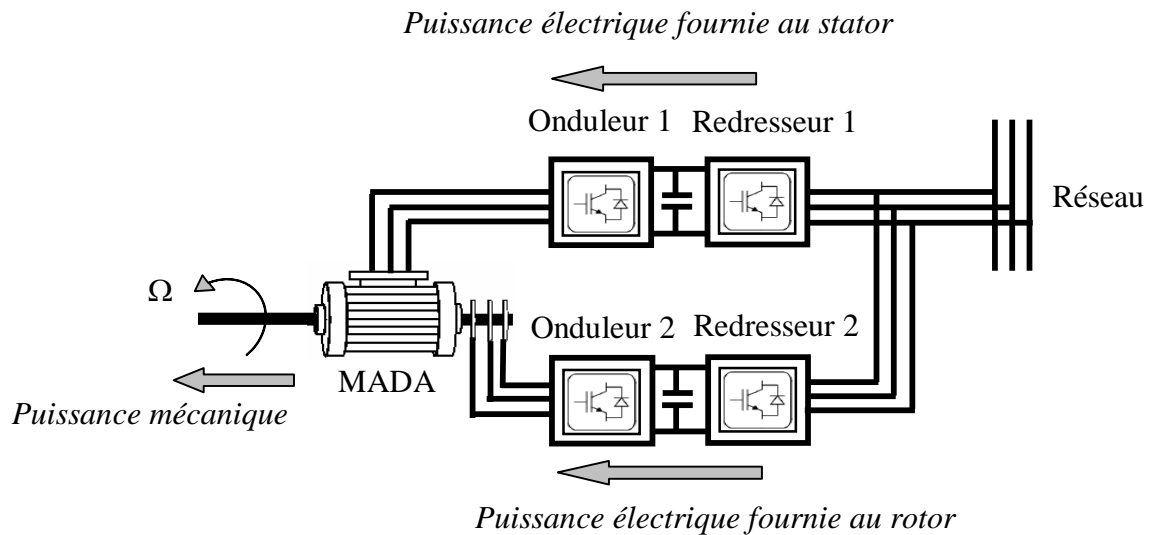 Puissance électrique fournie au stator
Onduleur 1
Redresseur 1
Réseau
Ω
MADA
Onduleur 2
Redresseur 2
Puissance mécanique
Puissance électrique fournie au rotor